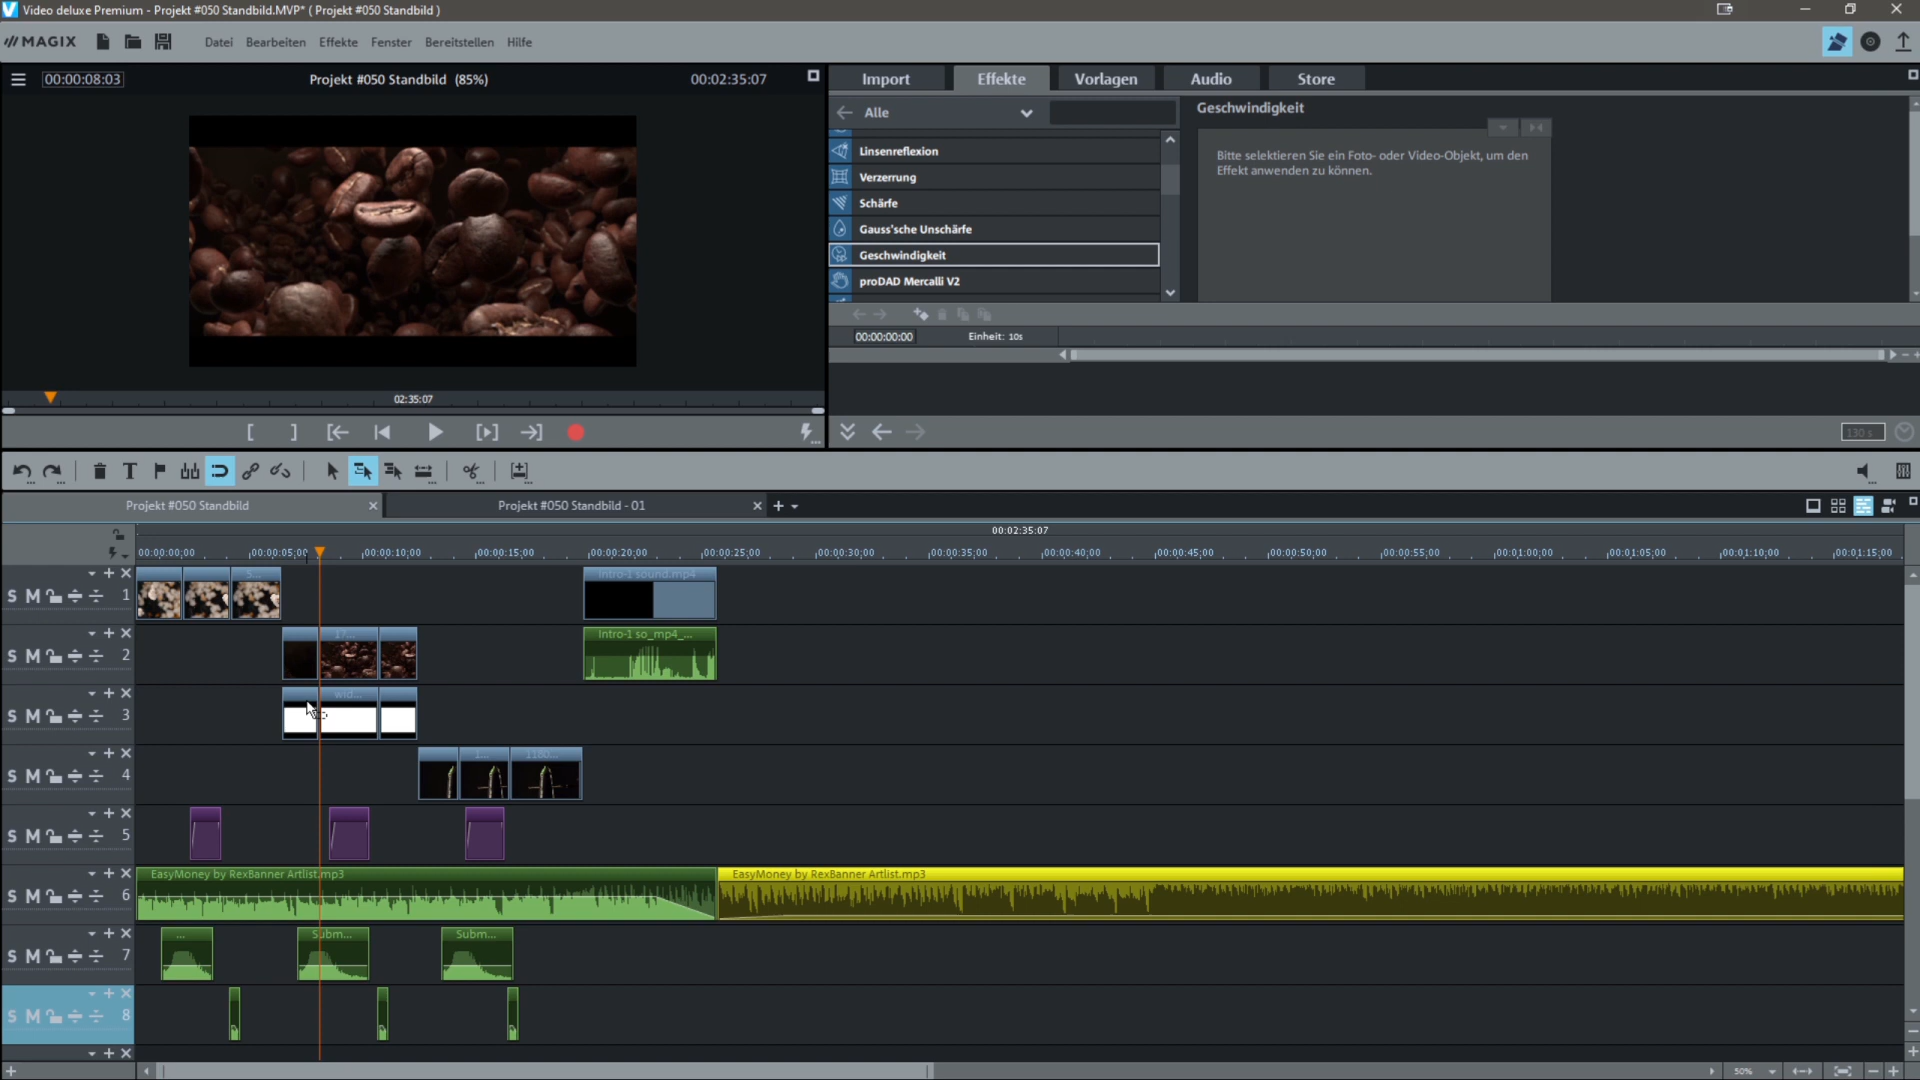 Video deluxe Premium - Projekt #050 Standbild.MVP* ( Projekt #050 Standbild )
MAGIX
Datei Bearbeiten Effekte Fenster Bereitstellen Hilfe
00:00:08:03
Projekt #050 Standbild (85%)
00:02:35:07
02:35:07
Import Effekte Vorlagen Audio Store
Alle
Linsenreflexion
Verzerrung
Schärfe
Gauss'sche Unschärfe
Geschwindigkeit
proDAD Mercalli V2
Geschwindigkeit
Bitte selektieren Sie ein Foto- oder Video-Objekt, um den
Effekt anwenden zu können.
00:00:00:00
Einheit: 10s
130 s
Projekt #050 Standbild
Projekt #050 Standbild - 01
00:02:35:07
00:00:00;00 00:00:05;00 00:00:10;00 00:00:15;00 00:00:20;00 00:00:25;00 00:00:30;00 00:00:35;00 00:00:40;00 00:00:45;00 00:00:50;00 00:00:55;00 00:01:00;00 00:01:05;00 00:01:10;00 00:01:15;00
S M 1
S...
Intro-1 sound.mp4
S M 2
17...
Intro-1 so_mp4_...
S M 3
wid...
S M 4
1...
1180...
S M 5
S M 6
EasyMoney by RexBanner Artlist.mp3
EasyMoney by RexBanner Artlist.mp3
S M 7
...
Subm...
Subm...
S M 8
50%